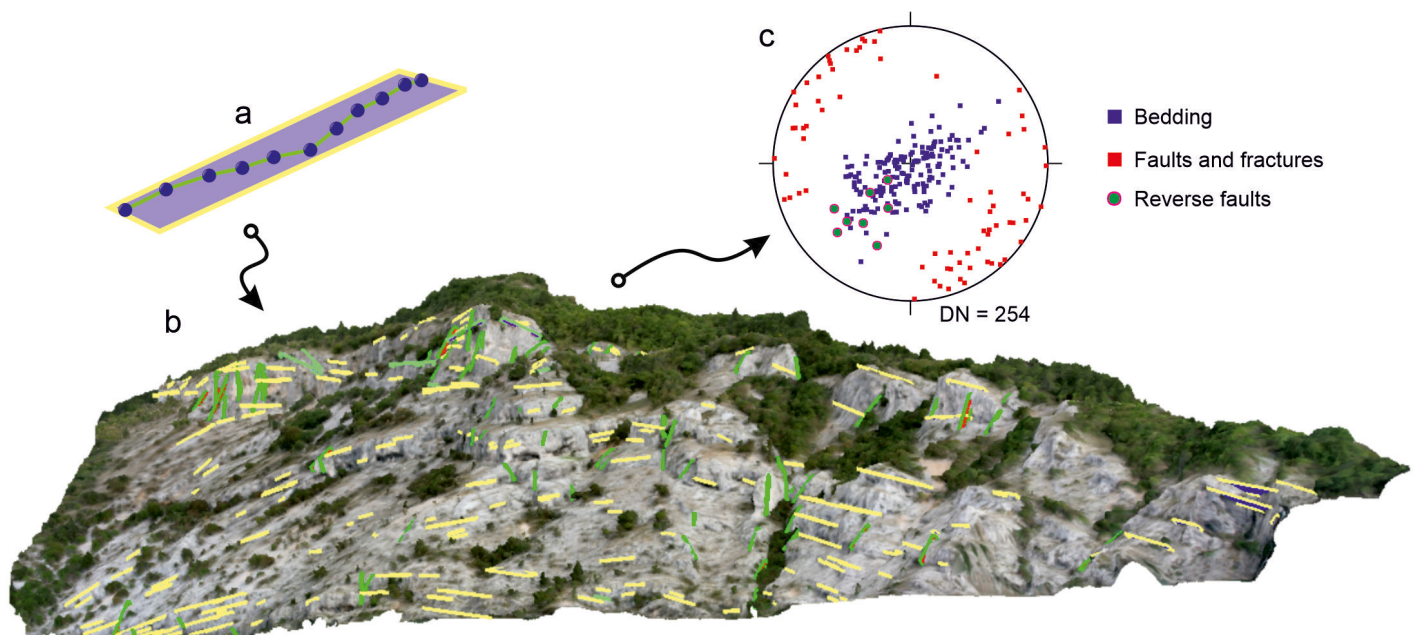 a
b
c
Bedding
Faults and fractures
Reverse faults
DN = 254